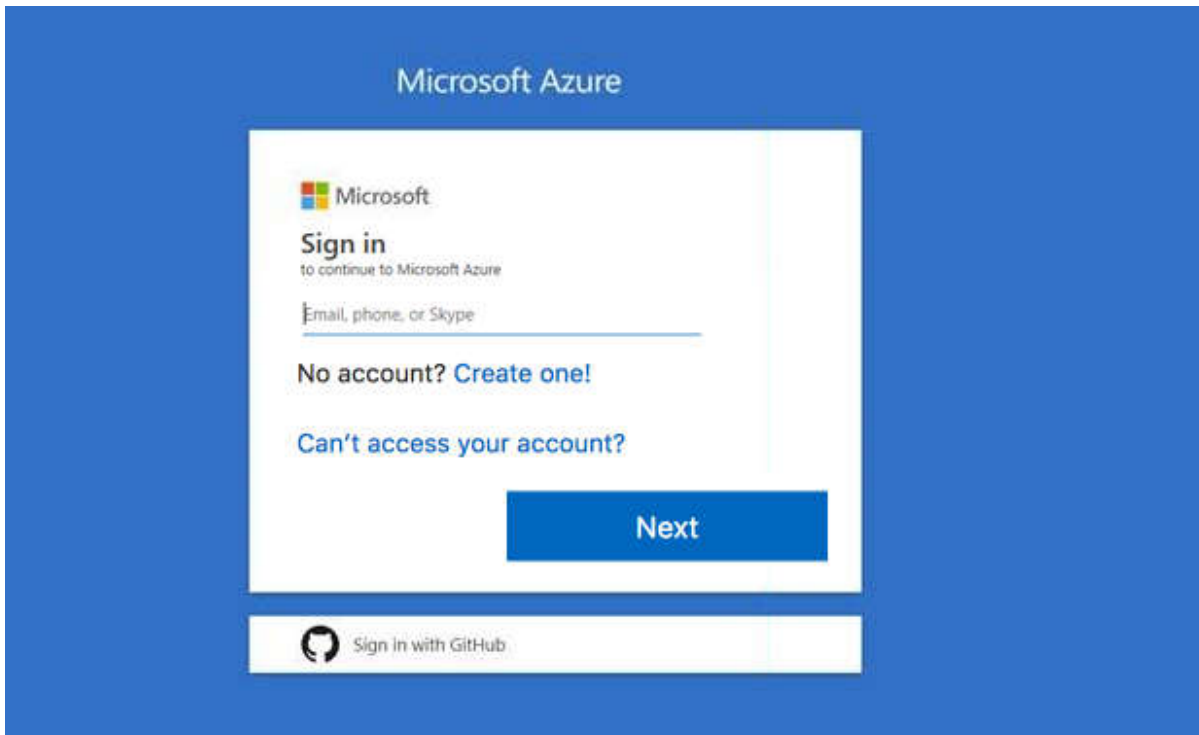 Microsoft Azure
Microsoft
Sign in
to continue to Microsoft Azure
Email, phone, or Skype
No account? Create one!
Can't access your account?
Next
Sign in with GitHub